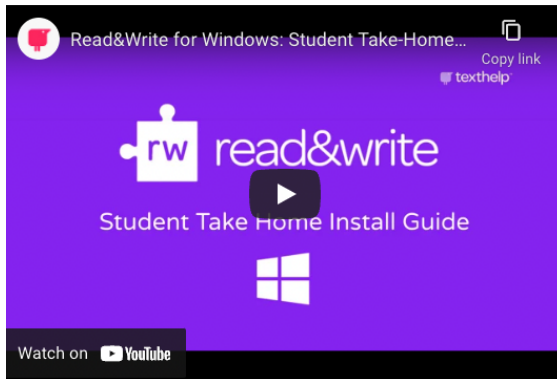 Read&Write for Windows: Student Take-Home...
Copy link
texthelp
rw read&write
Student Take Home Install Guide
Watch on YouTube